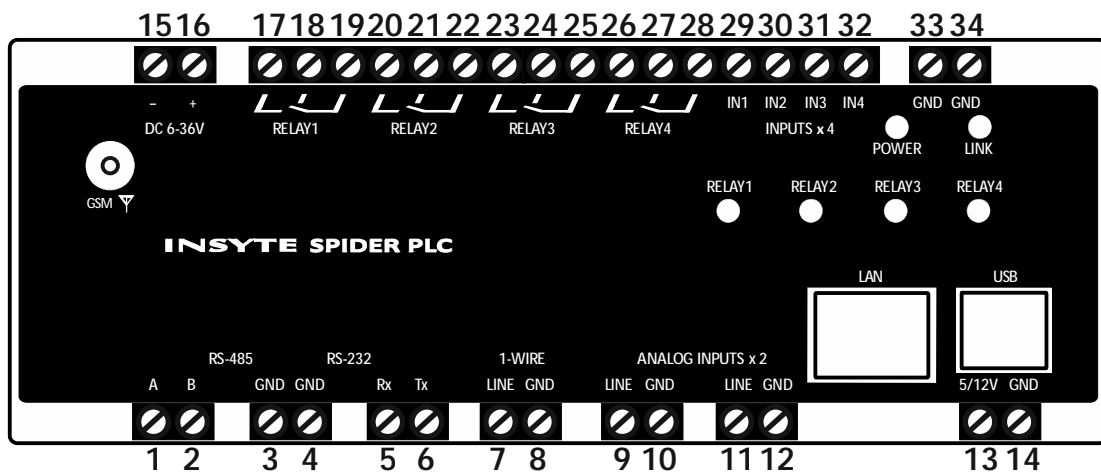 15 16 17 18 19 20 21 22 23 24 25 26 27 28 29 30 31 32 33 34
- + IN1 IN2 IN3 IN4 GND GND
DC 6-36V RELAY1 RELAY2 RELAY3 RELAY4 INPUTS x 4
POWER LINK
GSM RELAY1 RELAY2 RELAY3 RELAY4
INSYTE SPIDER PLC
LAN USB
RS-485 RS-232 1-WIRE ANALOG INPUTS x 2
A B GND GND Rx Tx LINE GND LINE GND LINE GND 5/12V GND
1 2 3 4 5 6 7 8 9 10 11 12 13 14